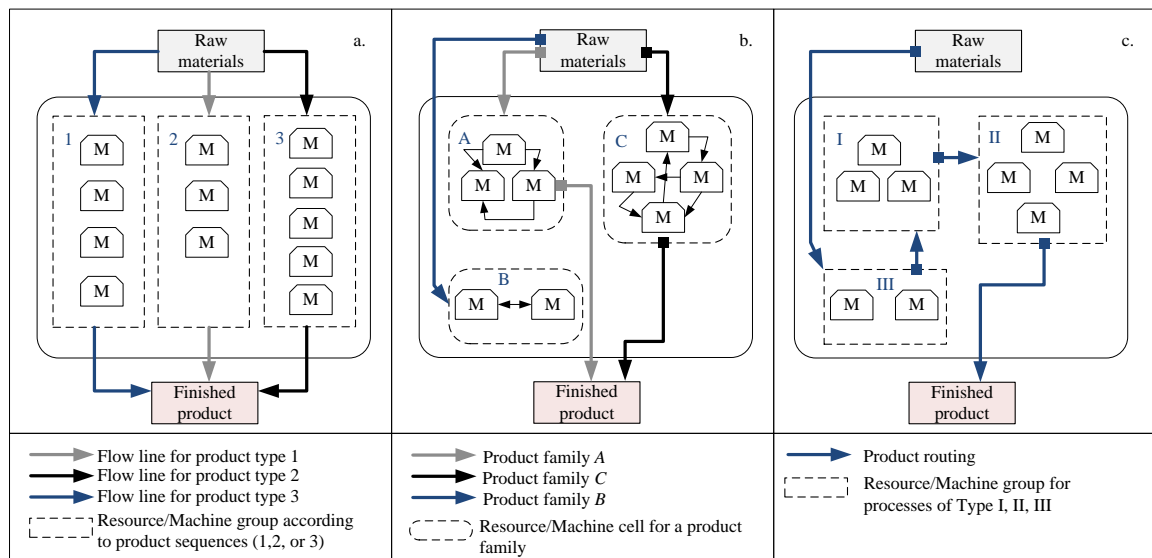 a.
Raw
materials
1
2
3
M
M
M
M
M
M
M
M
M
M
M
M
Finished
product
b.
Raw
materials
A
M
M
M
C
M
M
M
M
B
M
M
Finished
product
c.
Raw
materials
I
M
M
M
II
M
M
M
M
III
M
M
Finished
product
Flow line for product type 1
Flow line for product type 2
Flow line for product type 3
Resource/Machine group according
to product sequences (1,2, or 3)
Product family A
Product family C
Product family B
Resource/Machine cell for a product
family
Product routing
Resource/Machine group for
processes of Type I, II, III